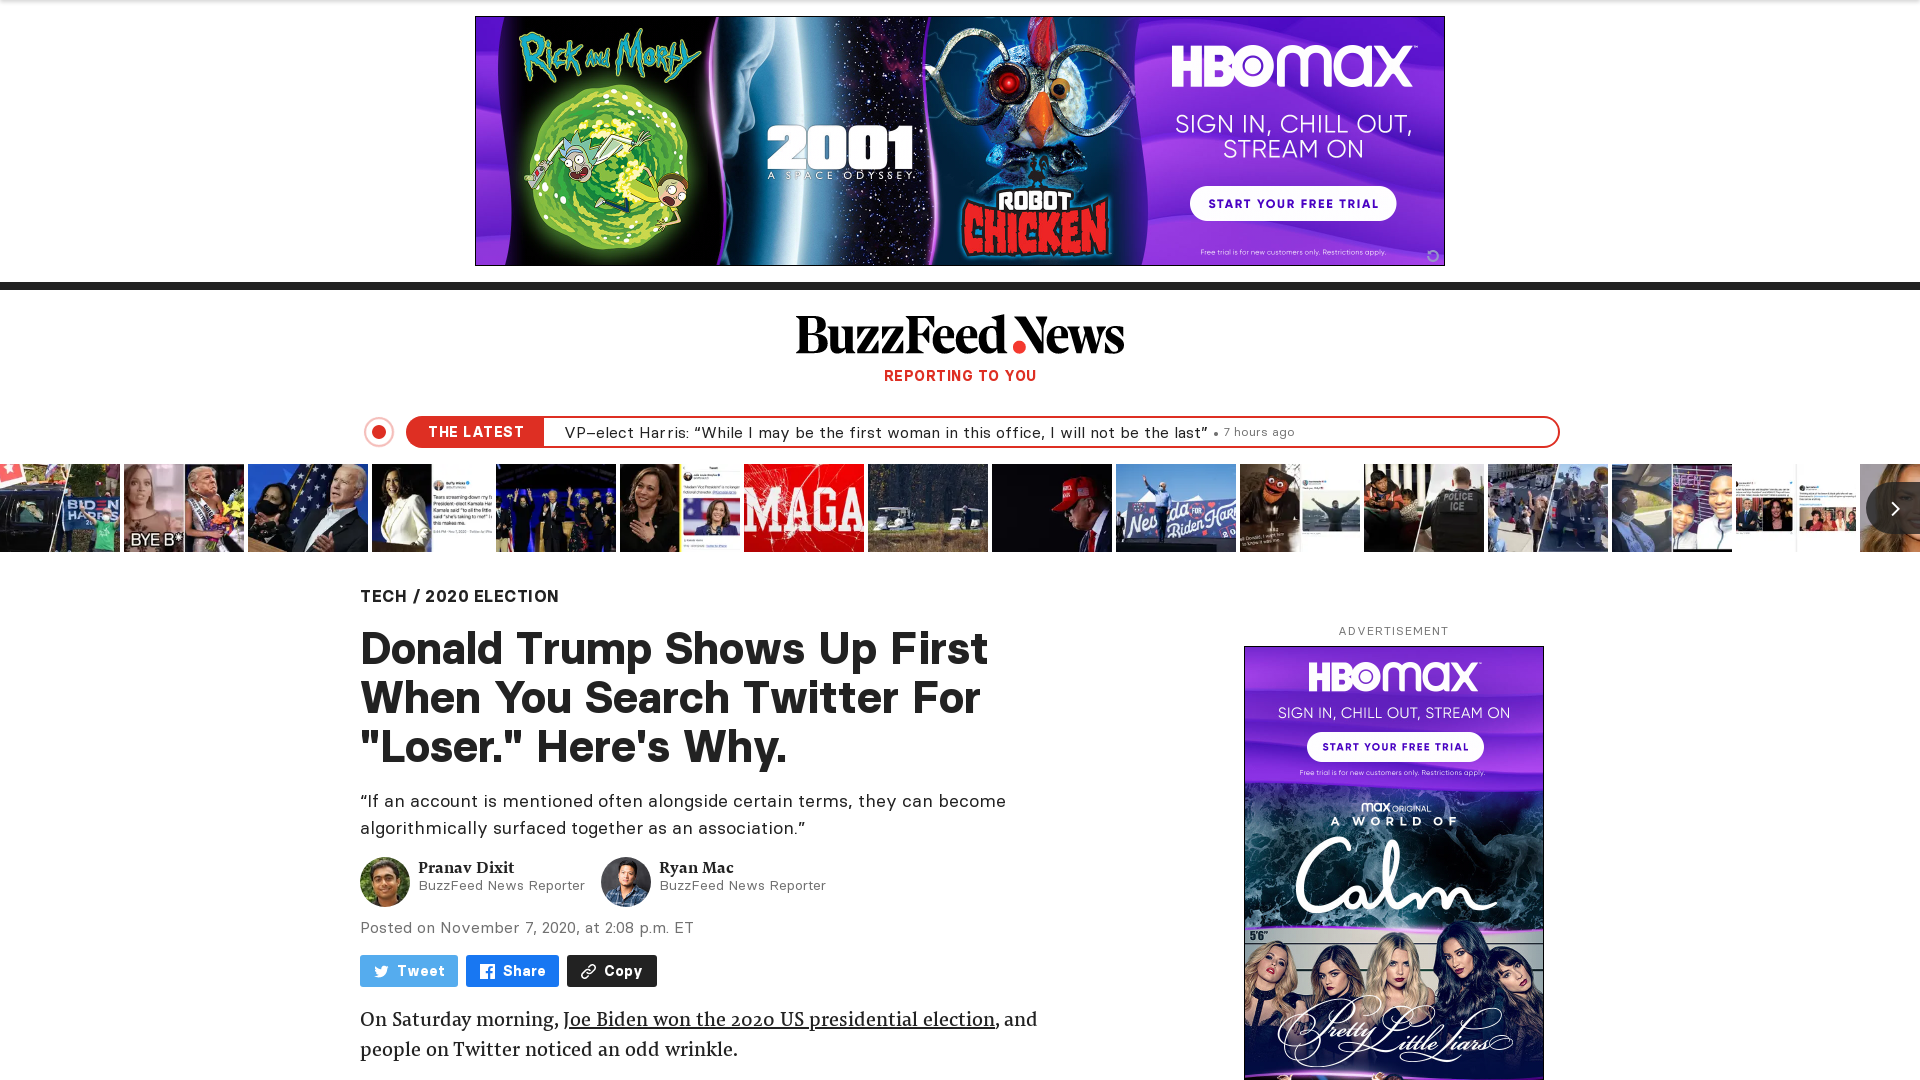 Rick and Morty
2001
A SPACE ODYSSEY
ROBOT
CHICKEN
HBOmax
SIGN IN, CHILL OUT,
STREAM ON
START YOUR FREE TRIAL
Free trial is for new customers only. Restrictions apply.
BuzzFeed News
REPORTING TO YOU
THE LATEST
VP–elect Harris: “While I may be the first woman in this office, I will not be the last” • 7 hours ago
BYE B*
MAGA
POLICE
ICE
TECH / 2020 ELECTION
Donald Trump Shows Up First
When You Search Twitter For
"Loser." Here's Why.
“If an account is mentioned often alongside certain terms, they can become
algorithmically surfaced together as an association.”
Pranav Dixit
BuzzFeed News Reporter
Ryan Mac
BuzzFeed News Reporter
Posted on November 7, 2020, at 2:08 p.m. ET
Tweet
Share
Copy
On Saturday morning, Joe Biden won the 2020 US presidential election, and
people on Twitter noticed an odd wrinkle.
ADVERTISEMENT
HBOmax
SIGN IN, CHILL OUT, STREAM ON
START YOUR FREE TRIAL
Free trial is for new customers only. Restrictions apply.
max ORIGINAL
A WORLD OF
Calm
5'6"
Pretty Little Liars